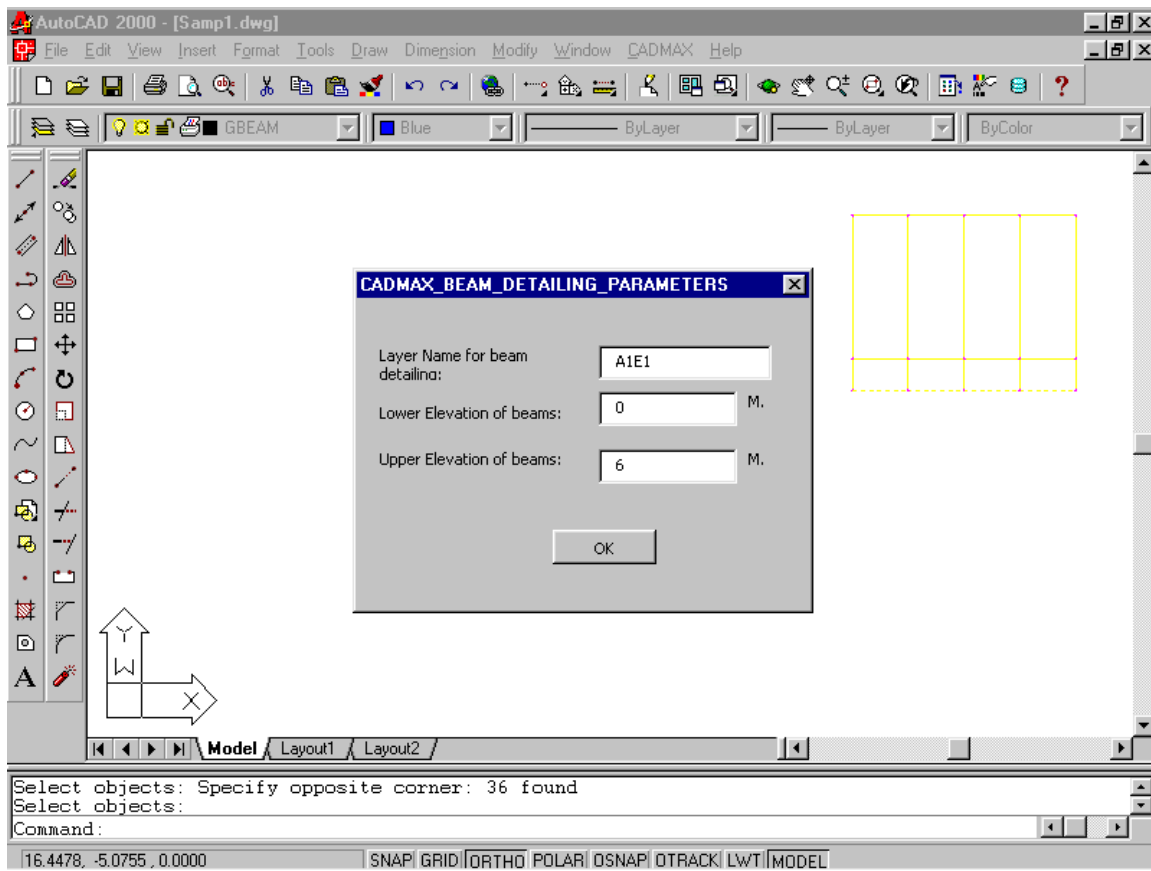 AutoCAD 2000 - [Samp1.dwg]
File Edit View Insert Format Tools Draw Dimension Modify Window CADMAX Help
GBEAM Blue ByLayer ByLayer ByColor
CADMAX_BEAM_DETAILING_PARAMETERS
Layer Name for beam
detailing:
A1E1
Lower Elevation of beams: 0 M.
Upper Elevation of beams: 6 M.
OK
A
Y
W
X
Model Layout1 Layout2
Select objects: Specify opposite corner: 36 found
Select objects:
Command:
16.4478, -5.0755 , 0.0000 SNAP GRID ORTHO POLAR OSNAP OTRACK LWT MODEL